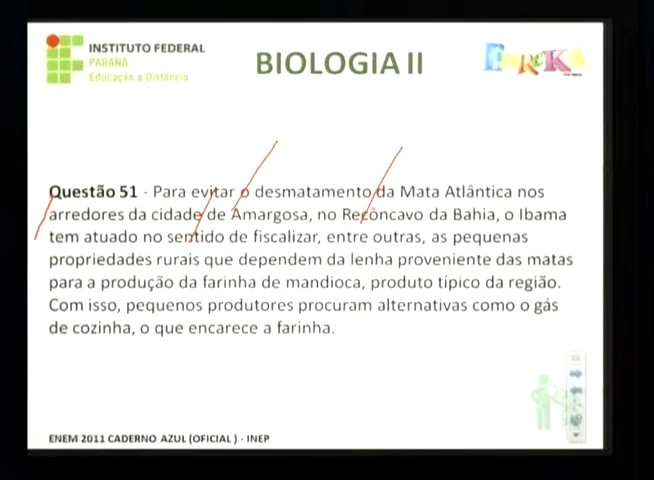 INSTITUTO FEDERAL
PARANÁ
Educação a Distância
BIOLOGIA II
Questão 51 - Para evitar o desmatamento da Mata Atlântica nos
arredores da cidade de Amargosa, no Recôncavo da Bahia, o Ibama
tem atuado no sentido de fiscalizar, entre outras, as pequenas
propriedades rurais que dependem da lenha proveniente das matas
para a produção da farinha de mandioca, produto típico da região.
Com isso, pequenos produtores procuram alternativas como o gás
de cozinha, o que encarece a farinha.
ENEM 2011 CADERNO AZUL (OFICIAL ) - INEP